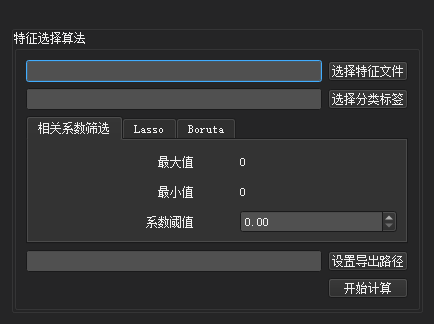 特征选择算法
选择特征文件
选择分类标签
相关系数筛选 Lasso Boruta
最大值 0
最小值 0
系数阈值 0.00
设置导出路径
开始计算